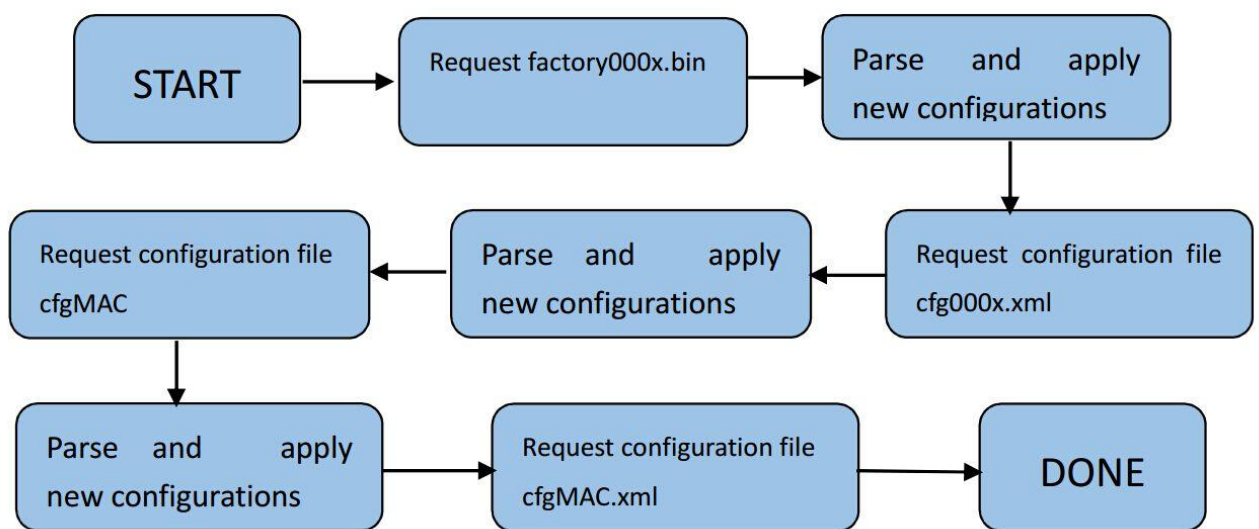 START
Request factory000x.bin
Parse and apply
new configurations
Request configuration file
cfg000x.xml
Parse and apply
new configurations
Request configuration file
cfgMAC
Parse and apply
new configurations
Request configuration file
cfgMAC.xml
DONE